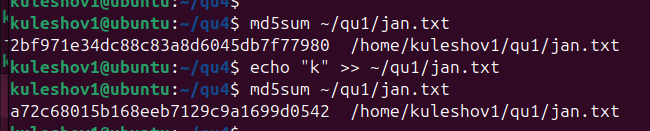 kuleshov1@ubuntu:~/qu4$
kuleshov1@ubuntu:~/qu4$ md5sum ~/qu1/jan.txt
2bf971e34dc88c83a8d6045db7f77980  /home/kuleshov1/qu1/jan.txt
kuleshov1@ubuntu:~/qu4$ echo "k" >> ~/qu1/jan.txt
kuleshov1@ubuntu:~/qu4$ md5sum ~/qu1/jan.txt
a72c68015b168eeb7129c9a1699d0542  /home/kuleshov1/qu1/jan.txt